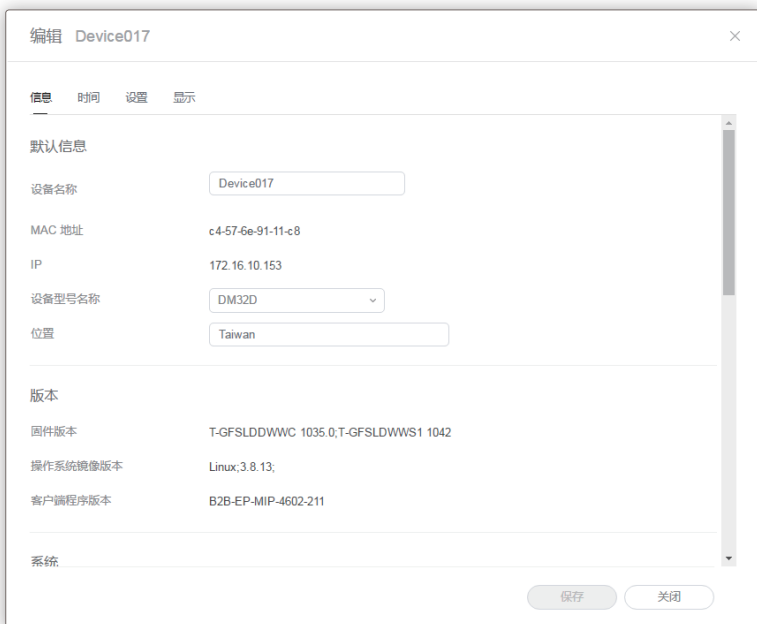 编辑 Device017
信息 时间 设置 显示
默认信息
设备名称 Device017
MAC 地址 c4-57-6e-91-11-c8
IP 172.16.10.153
设备型号名称 DM32D
位置 Taiwan
版本
固件版本 T-GFSLDDWWC 1035.0;T-GFSLDWWS1 1042
操作系统镜像版本 Linux;3.8.13;
客户端程序版本 B2B-EP-MIP-4602-211
系统
保存 关闭